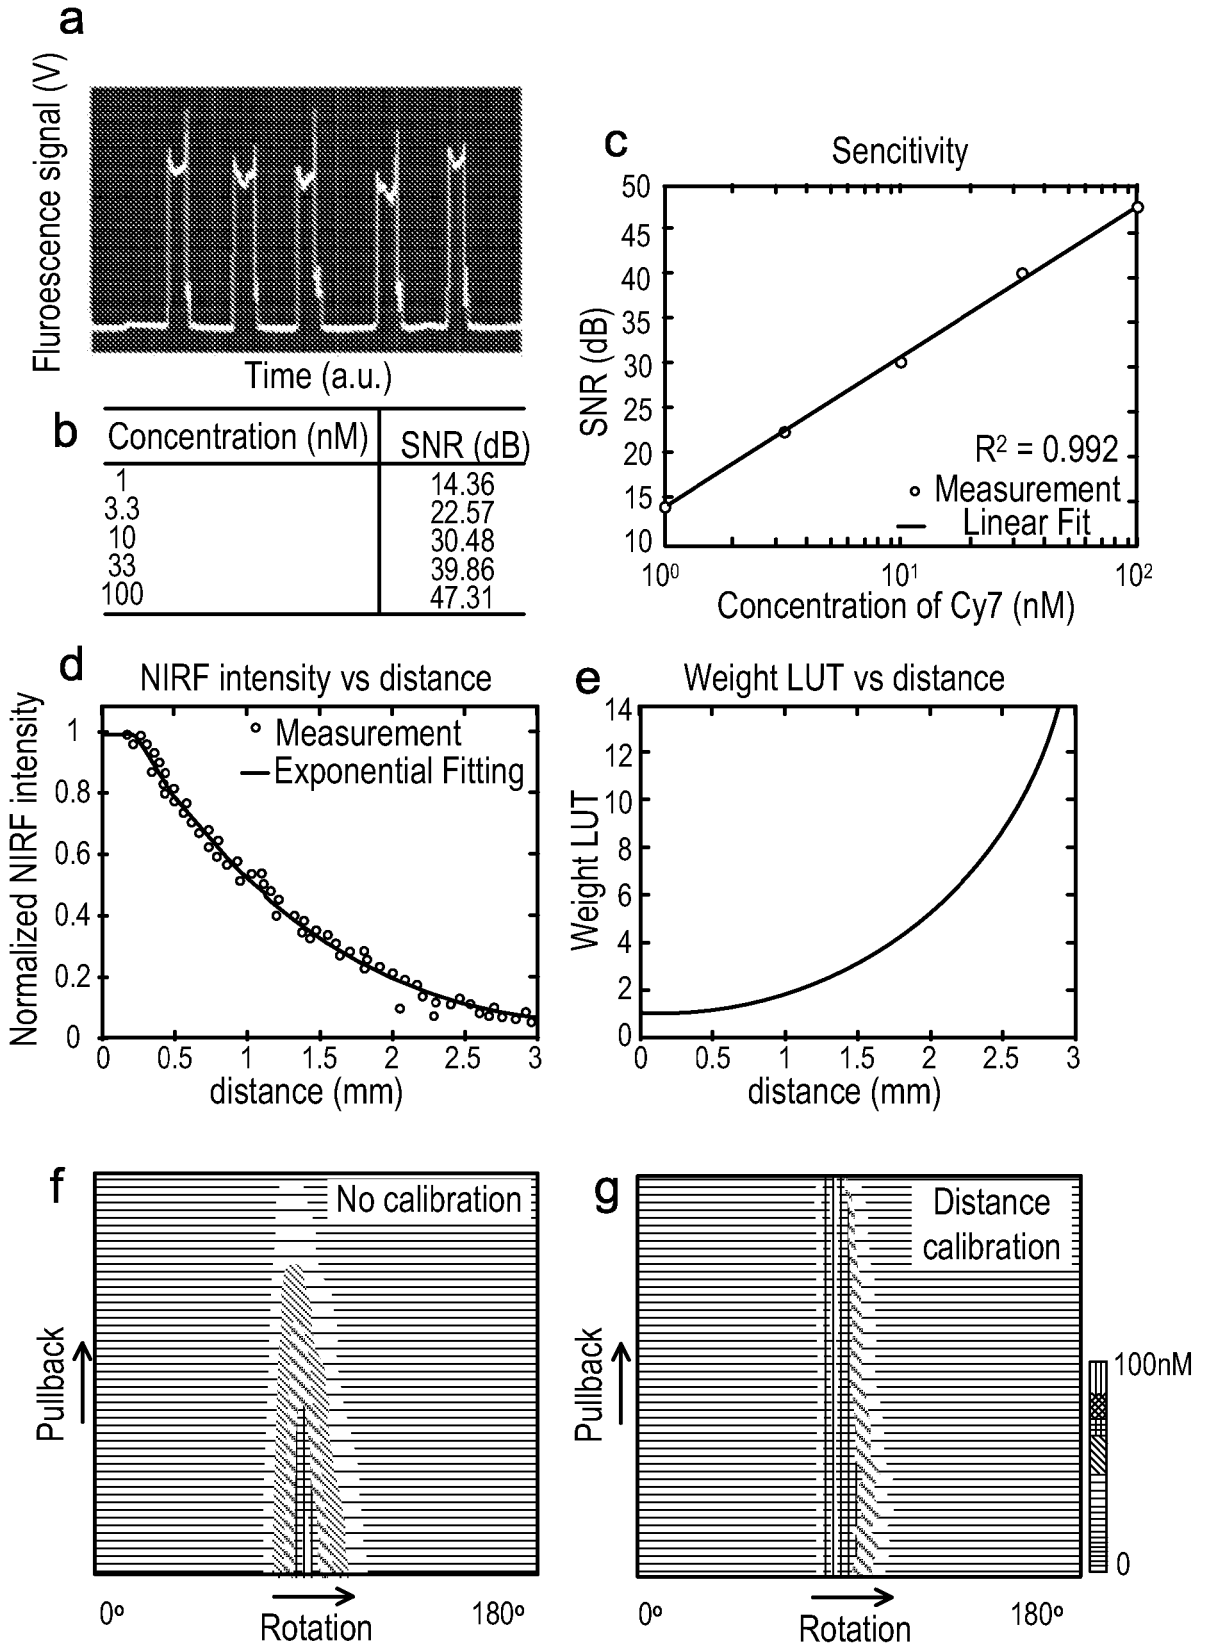 a
Fluroescence signal (V)
Time (a.u.)
b
Concentration (nM) SNR (dB)
1 14.36
3.3 22.57
10 30.48
33 39.86
100 47.31
c
Sencitivity
SNR (dB)
50
45
40
35
30
25
20
15
10
R² = 0.992
Measurement
Linear Fit
10⁰ 10¹ 10²
Concentration of Cy7 (nM)
d
NIRF intensity vs distance
Normalized NIRF intensity
1
0.8
0.6
0.4
0.2
0
Measurement
Exponential Fitting
0 0.5 1 1.5 2 2.5 3
distance (mm)
e
Weight LUT vs distance
Weight LUT
14
12
10
8
6
4
2
0
0 0.5 1 1.5 2 2.5 3
distance (mm)
f
No calibration
Pullback
0º 180º
Rotation
g
Distance
calibration
Pullback
0º 180º
Rotation
100nM
0